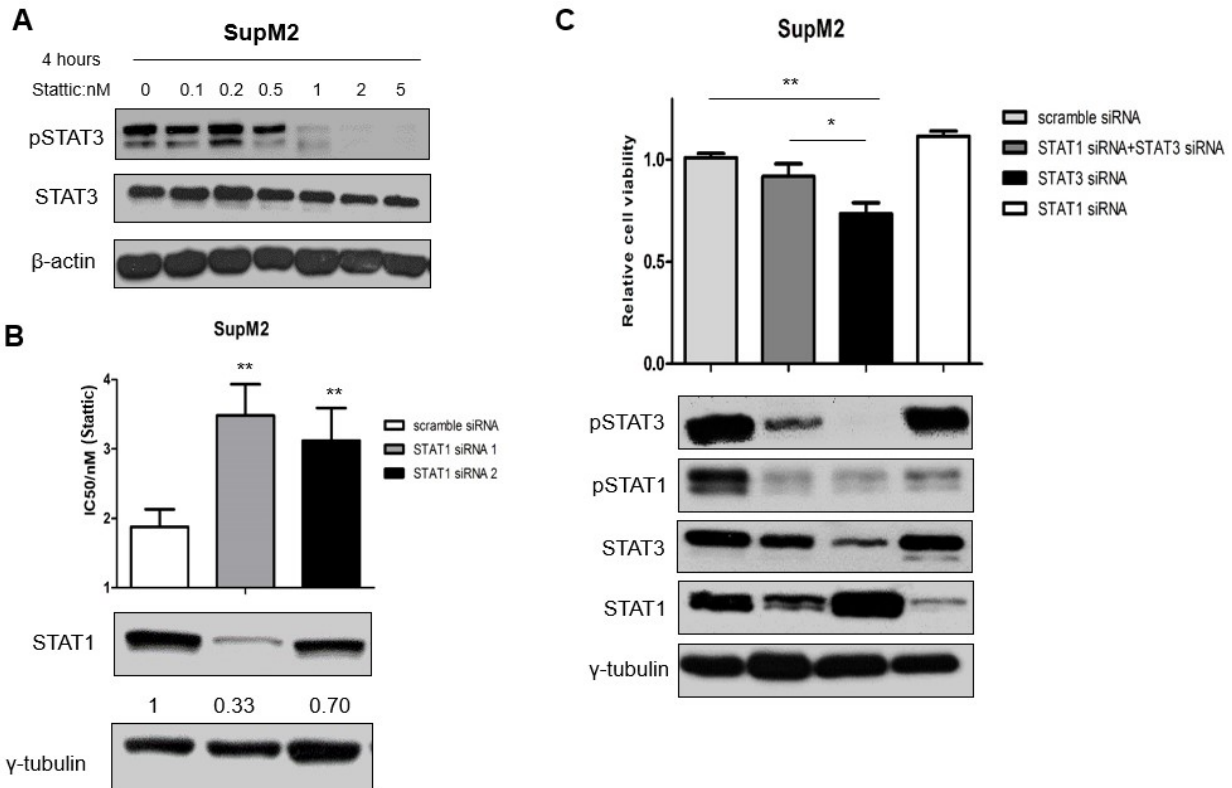 A
SupM2
4 hours
Stattic:nM 0 0.1 0.2 0.5 1 2 5
pSTAT3
STAT3
β-actin
B
SupM2
IC50/nM (Stattic)
4
3
2
1
** **
scramble siRNA
STAT1 siRNA 1
STAT1 siRNA 2
STAT1
1 0.33 0.70
γ-tubulin
C
SupM2
Relative cell viability
1.0
0.5
0.0
**
*
scramble siRNA
STAT1 siRNA+STAT3 siRNA
STAT3 siRNA
STAT1 siRNA
pSTAT3
pSTAT1
STAT3
STAT1
γ-tubulin